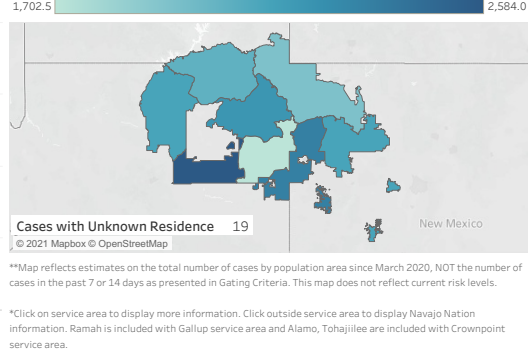 1,702.5 2,584.0
New Mexico
Cases with Unknown Residence 19
© 2021 Mapbox © OpenStreetMap
**Map reflects estimates on the total number of cases by population area since March 2020, NOT the number of
cases in the past 7 or 14 days as presented in Gating Criteria. This map does not reflect current risk levels.
*Click on service area to display more information. Click outside service area to display Navajo Nation
information. Ramah is included with Gallup service area and Alamo, Tohajiilee are included with Crownpoint
service area.